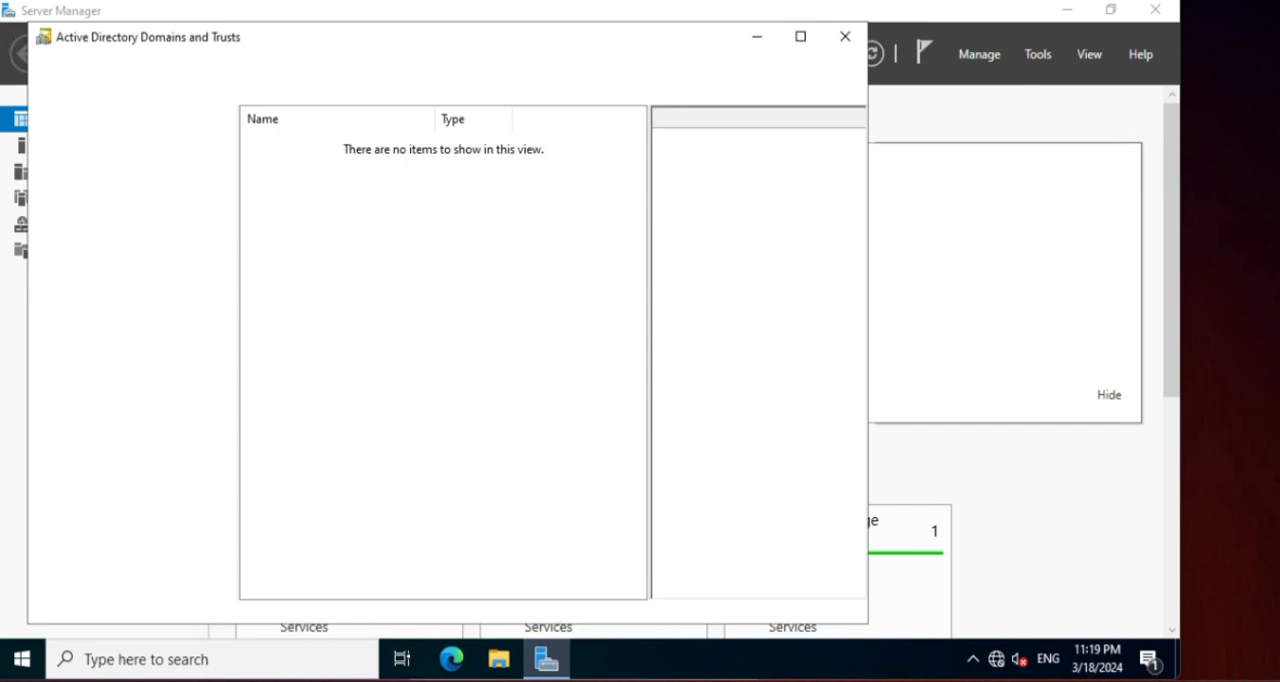 Server Manager
Active Directory Domains and Trusts
Manage
Tools
View
Help
Name
Type
There are no items to show in this view.
Hide
ge
1
Services
Services
Services
Type here to search
ENG
11:19 PM
3/18/2024
1